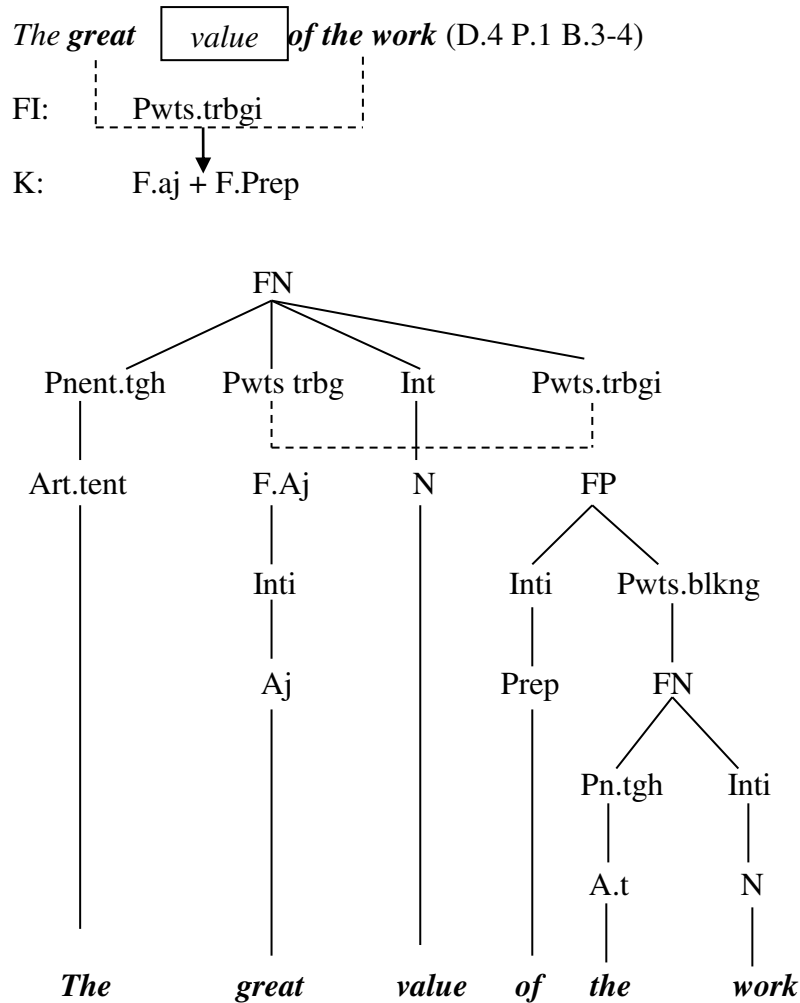 The great value of the work (D.4 P.1 B.3-4)
FI: Pwts.trbgi
K: F.aj + F.Prep
FN
Pnent.tgh Pwts trbg Int Pwts.trbgi
Art.tent F.Aj N FP
Inti Inti Pwts.blkng
Aj Prep FN
Pn.tgh Inti
A.t N
The great value of the work